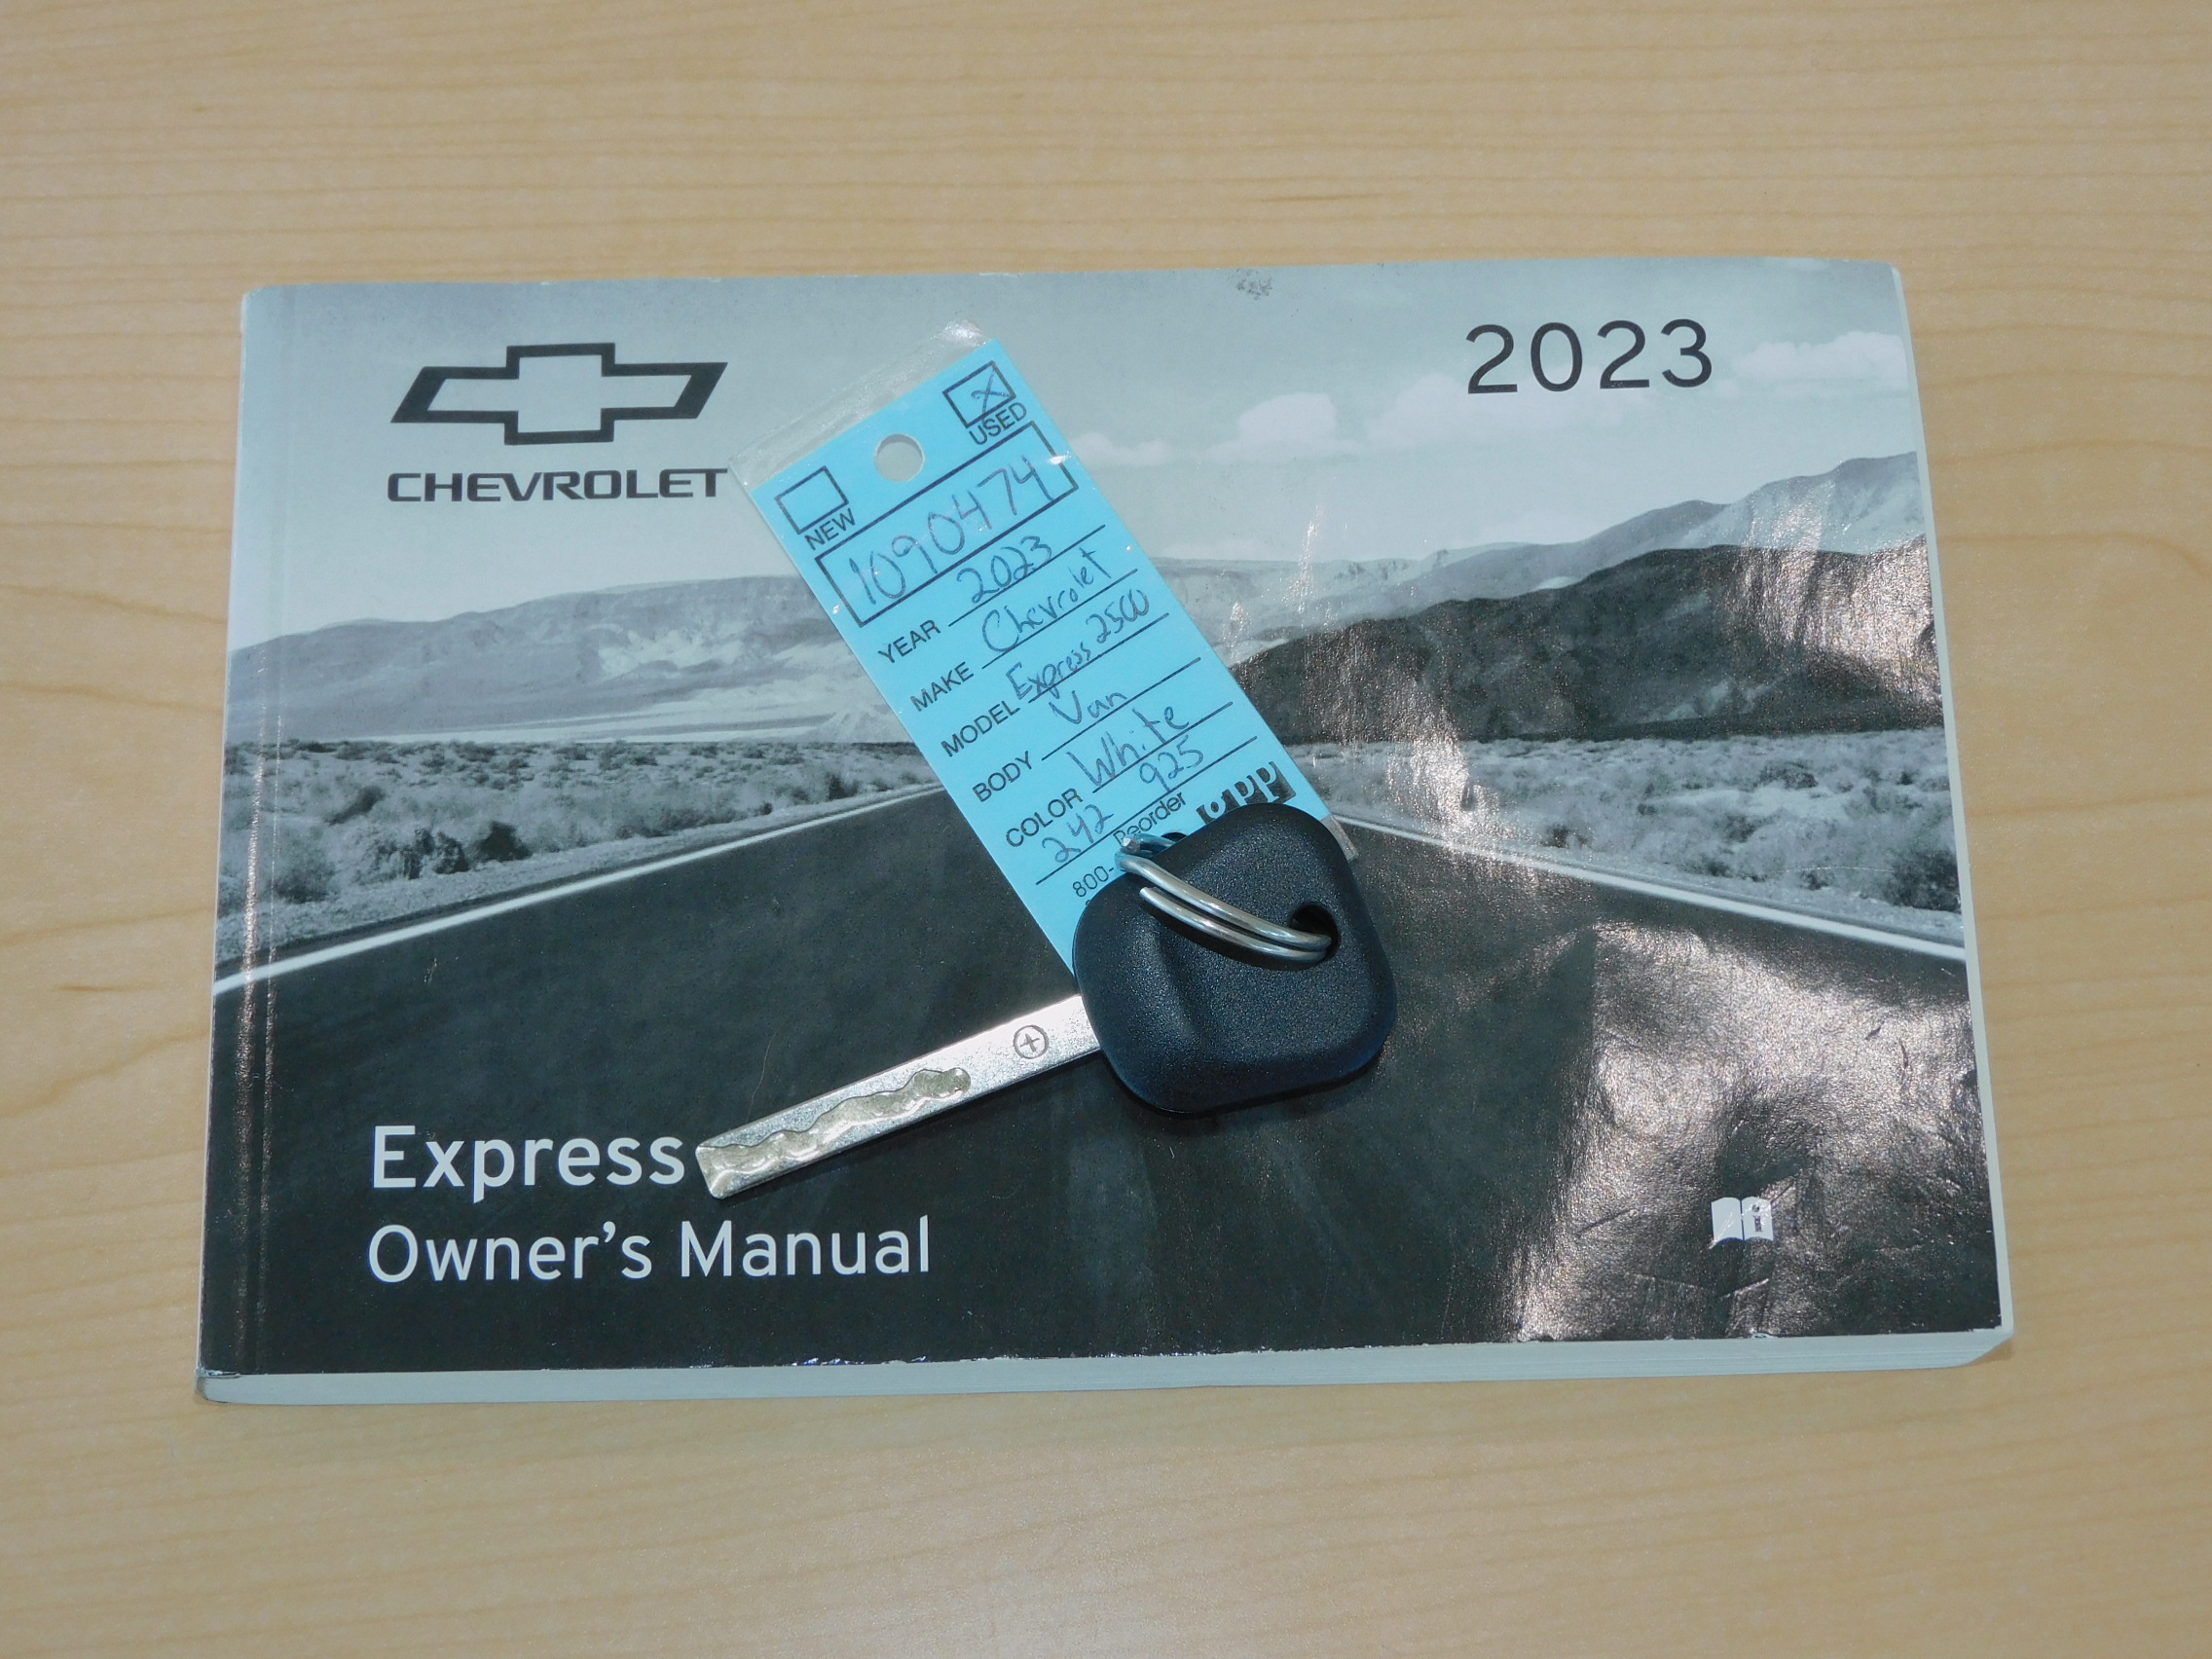 CHEVROLET
2023
USED
NEW
1090474
YEAR 2023
MAKE Chevrolet
MODEL Express 2500
BODY Van
COLOR White
242 925
Reorder
800-
Express
Owner's Manual